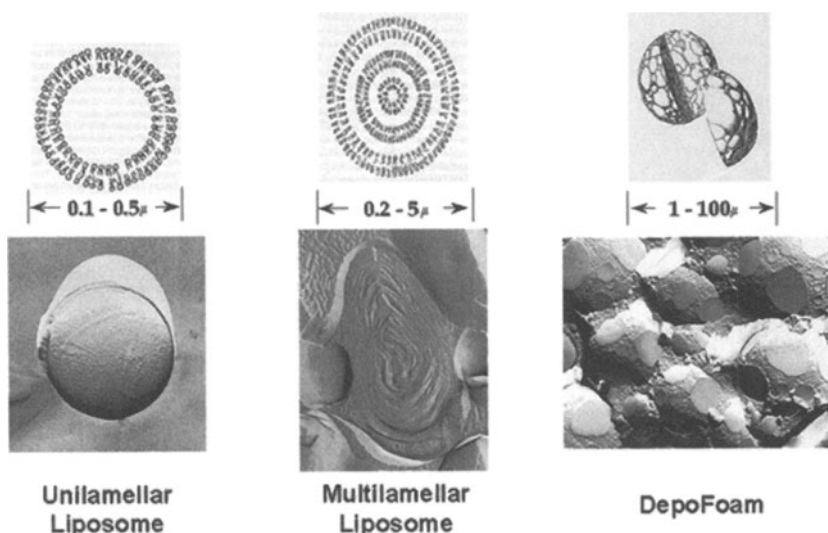 0.1 - 0.5μ
0.2 - 5μ
1 - 100μ
Unilamellar
Liposome
Multilamellar
Liposome
DepoFoam